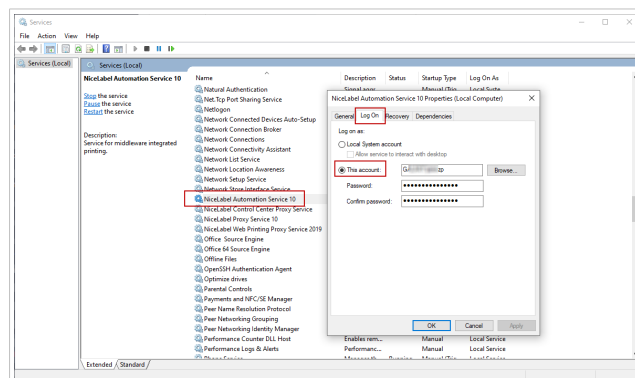 Services
File Action View Help
Services (Local)
Services (Local)
NiceLabel Automation Service 10
Stop the service
Pause the service
Restart the service
Description:
Service for middleware integrated
printing.
Name Description Status Startup Type Log On As
Natural Authentication
Net.Tcp Port Sharing Service
Netlogon
Network Connected Devices Auto-Setup
Network Connection Broker
Network Connections
Network Connectivity Assistant
Network List Service
Network Location Awareness
Network Setup Service
Network Store Interface Service
NiceLabel Automation Service 10
NiceLabel Control Center Proxy Service
NiceLabel Proxy Service 10
NiceLabel Web Printing Proxy Service 2019
Office Source Engine
Office 64 Source Engine
Offline Files
OpenSSH Authentication Agent
Optimize drives
Parental Controls
Payments and NFC/SE Manager
Peer Name Resolution Protocol
Peer Networking Grouping
Peer Networking Identity Manager
Performance Counter DLL Host Enables rem... Manual Local Service
Performance Logs & Alerts Performanc... Manual Local Service
NiceLabel Automation Service 10 Properties (Local Computer)
General Log On Recovery Dependencies
Log on as:
Local System account
Allow service to interact with desktop
This account: Browse...
Password:
Confirm password:
OK Cancel Apply
Extended Standard